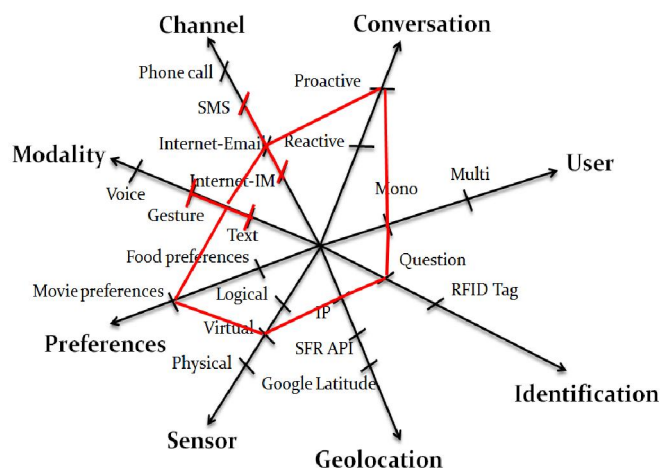 Channel
Conversation
Phone call
Proactive
SMS
Internet-Email
Reactive
Modality
User
Multi
Voice
Internet-IM
Mono
Gesture
Text
Food preferences
Question
Movie preferences
Logical
IP
RFID Tag
Virtual
Preferences
SFR API
Physical
Google Latitude
Identification
Sensor
Geolocation